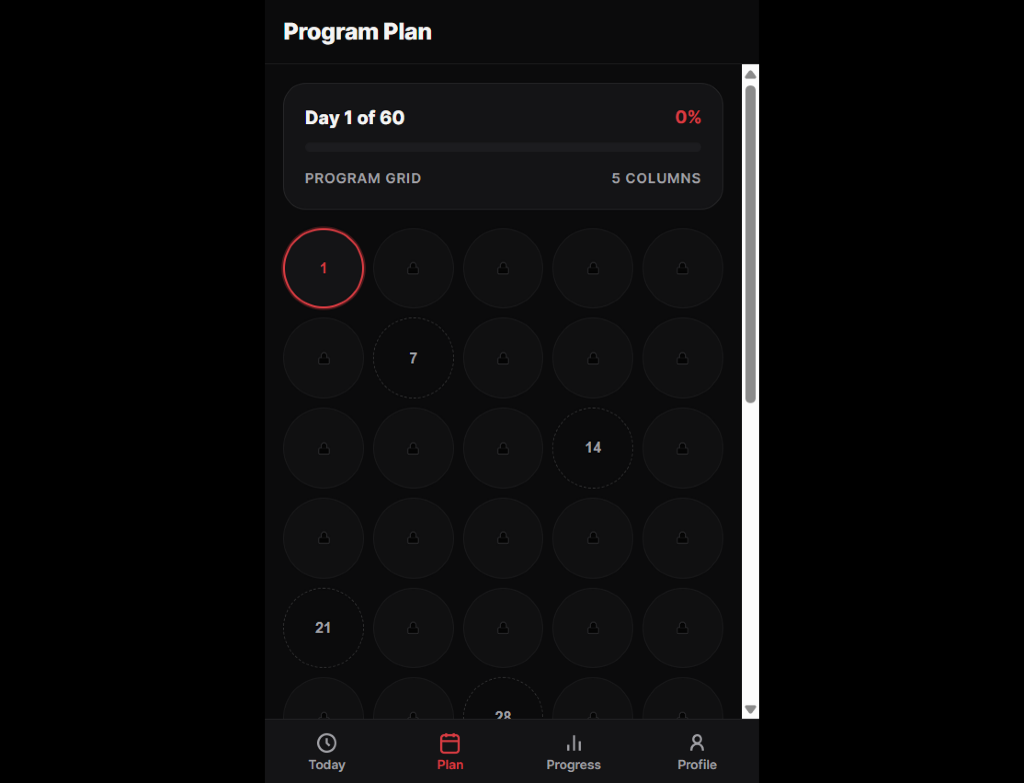 Program Plan
Day 1 of 60 0%
PROGRAM GRID 5 COLUMNS
1
7
14
21
28
Today Plan Progress Profile